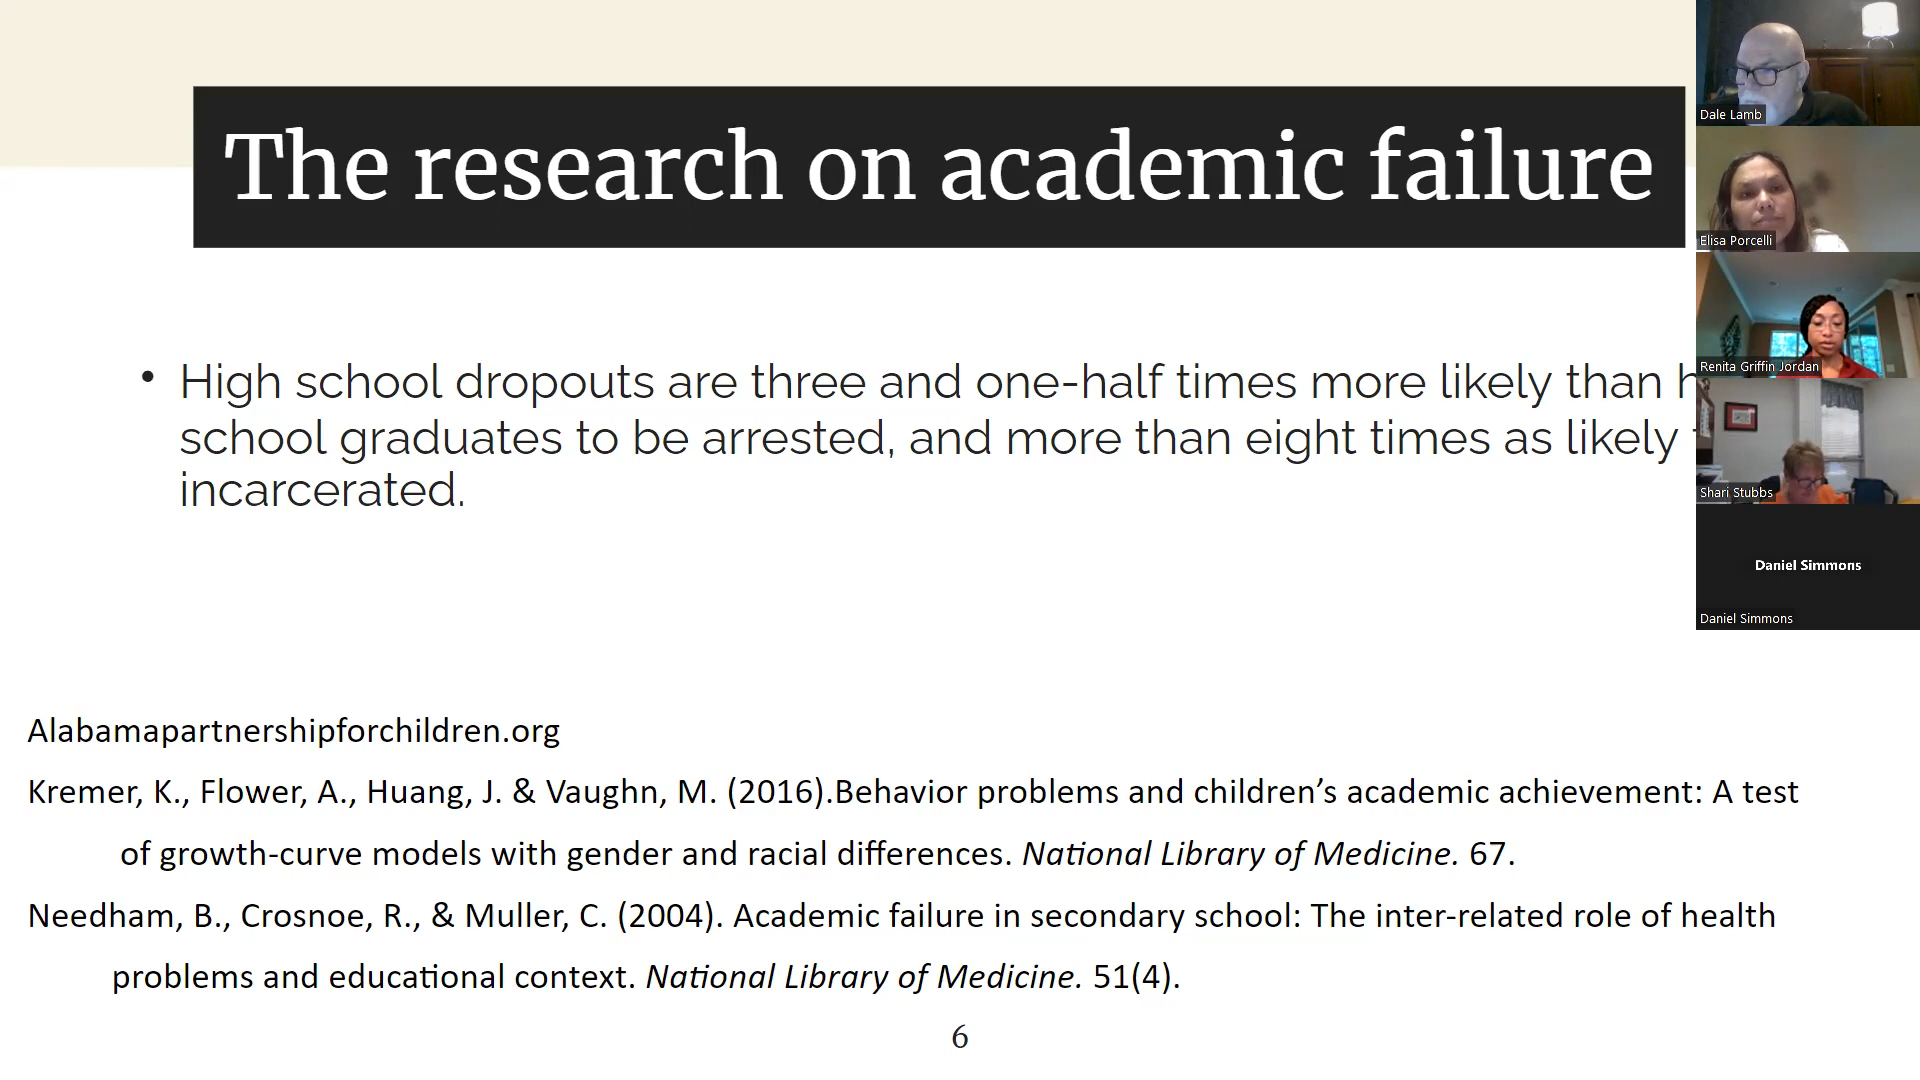 The research on academic failure
• High school dropouts are three and one-half times more likely than
school graduates to be arrested, and more than eight times as likely
incarcerated.
Alabamapartnershipforchildren.org
Kremer, K., Flower, A., Huang, J. & Vaughn, M. (2016).Behavior problems and children’s academic achievement: A test
of growth-curve models with gender and racial differences. National Library of Medicine. 67.
Needham, B., Crosnoe, R., & Muller, C. (2004). Academic failure in secondary school: The inter-related role of health
problems and educational context. National Library of Medicine. 51(4).
6
Dale Lamb
Elisa Porcelli
Renita Griffin Jordan
Shari Stubbs
Daniel Simmons
Daniel Simmons